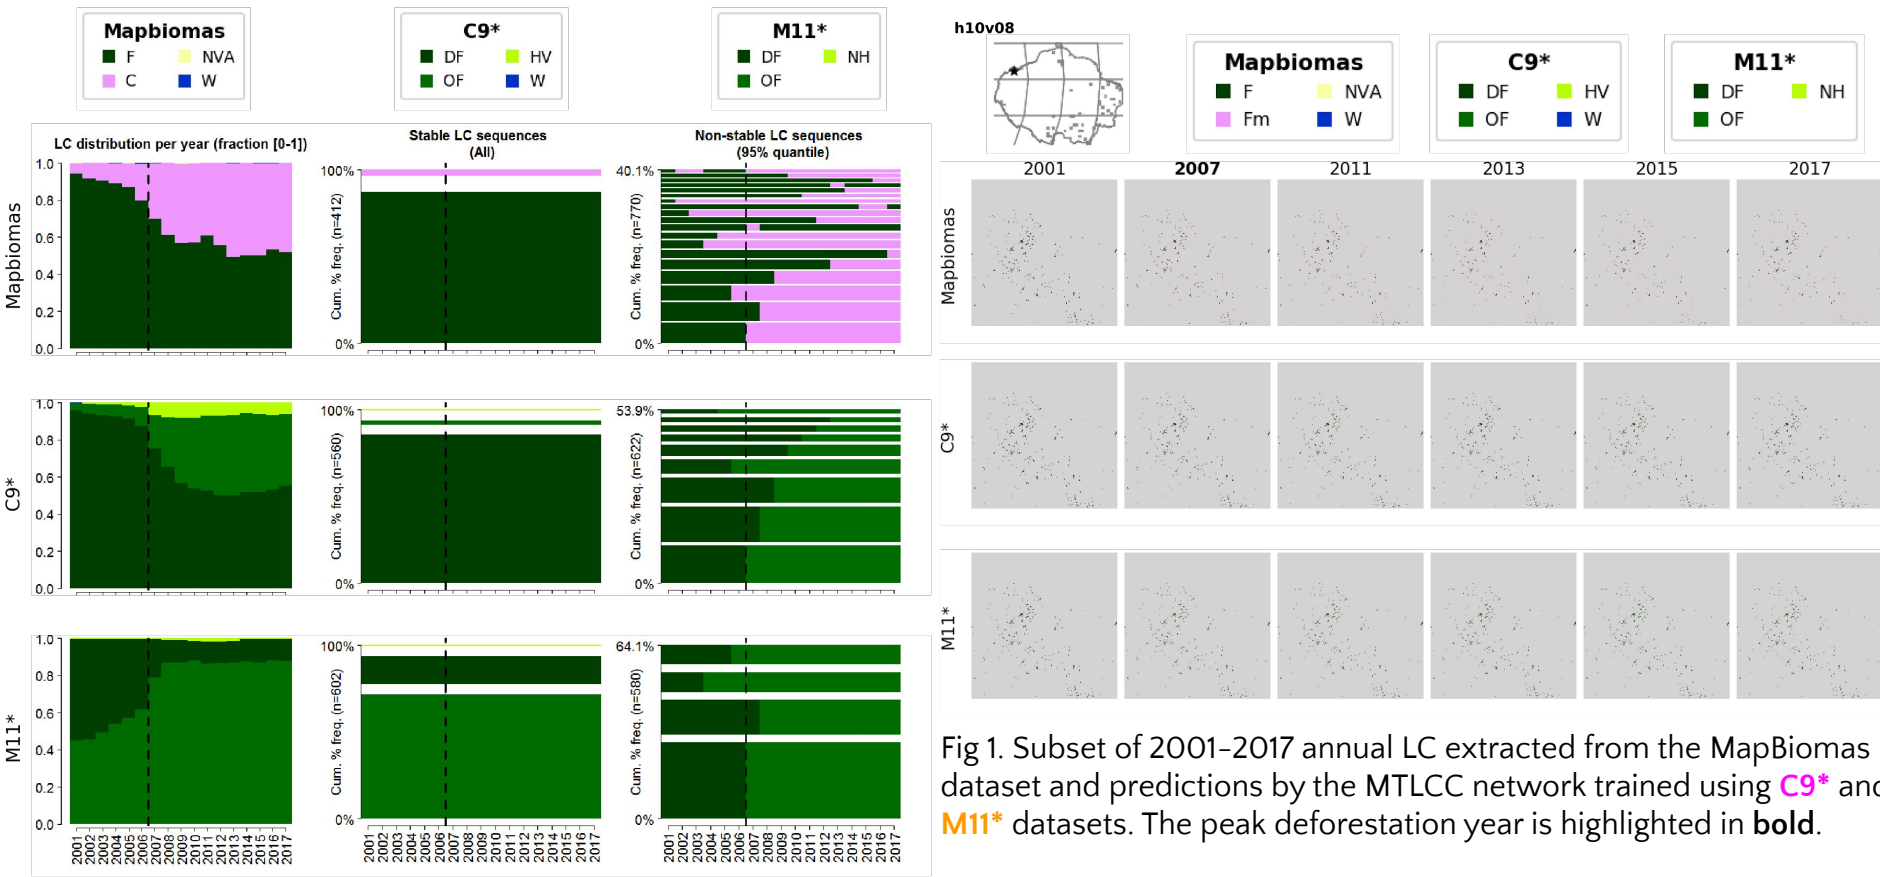 Mapbiomas
F NVA
C W
C9*
DF HV
OF W
M11*
DF NH
OF
h10v08
Mapbiomas
F NVA
Fm W
C9*
DF HV
OF W
M11*
DF NH
OF
LC distribution per year (fraction [0-1])
Stable LC sequences
(All)
Non-stable LC sequences
(95% quantile)
Mapbiomas
1.0
0.8
0.6
0.4
0.2
0.0
100%
Cum. % freq. (n=412)
0%
40.1%
Cum. % freq. (n=770)
0%
C9*
1.0
0.8
0.6
0.4
0.2
0.0
100%
Cum. % freq. (n=560)
0%
53.9%
Cum. % freq. (n=622)
0%
M11*
1.0
0.8
0.6
0.4
0.2
0.0
100%
Cum. % freq. (n=602)
0%
64.1%
Cum. % freq. (n=580)
0%
2001 2002 2003 2004 2005 2006 2007 2008 2009 2010 2011 2012 2013 2014 2015 2016 2017
2001 2002 2003 2004 2005 2006 2007 2008 2009 2010 2011 2012 2013 2014 2015 2016 2017
2001 2002 2003 2004 2005 2006 2007 2008 2009 2010 2011 2012 2013 2014 2015 2016 2017
2001 2007 2011 2013 2015 2017
Mapbiomas
C9*
M11*
Fig 1. Subset of 2001-2017 annual LC extracted from the MapBiomas
dataset and predictions by the MTLCC network trained using C9* and
M11* datasets. The peak deforestation year is highlighted in bold.